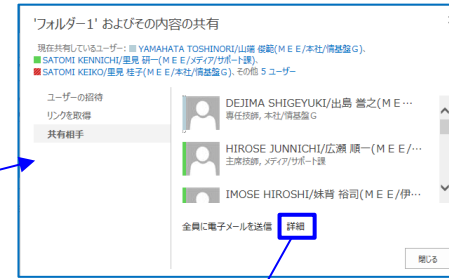 'フォルダー1' およびその内容の共有
現在共有しているユーザー: YAMAHATA TOSHINORI/山端 俊範(ＭＥＥ/本社/情基盤G)、
SATOMI KENNICHI/里見 研一(ＭＥＥ/メディア/サポート課)、
SATOMI KEIKO/里見 桂子(ＭＥＥ/本社/情基盤G)、その他 5 ユーザー
ユーザーの招待
リンクを取得
共有相手
DEJIMA SHIGEYUKI/出島 誉之(ＭＥ…
専任技師, 本社/情基盤Ｇ
HIROSE JUNNICHI/広瀬 順一(ＭＥＥ/…
主席技師, メディア/サポート課
IMOSE HIROSHI/妹背 裕司(ＭＥＥ/伊…
全員に電子メールを送信 詳細
閉じる